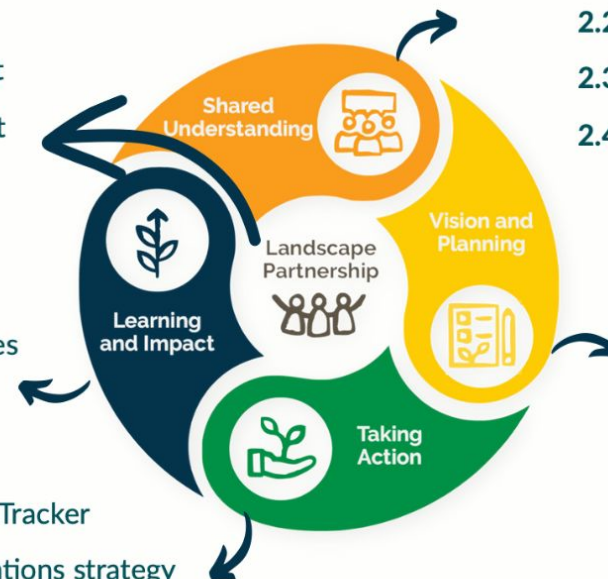 2.2
2.3
2.4
Shared
Understanding
Vision and
Planning
Landscape
Partnership
Learning
and Impact
Taking
Action
Tracker
strategy